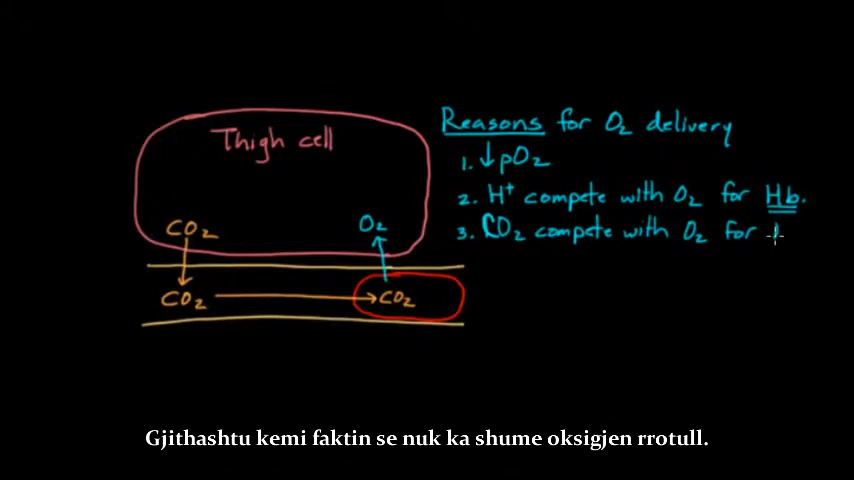 Reasons for O₂ delivery
Thigh cell
1. ↓pO₂
2. H⁺ compete with O₂ for Hb.
3. CO₂ compete with O₂ for
CO₂
O₂
CO₂
CO₂
Gjithashtu kemi faktin se nuk ka shume oksigjen rrotull.